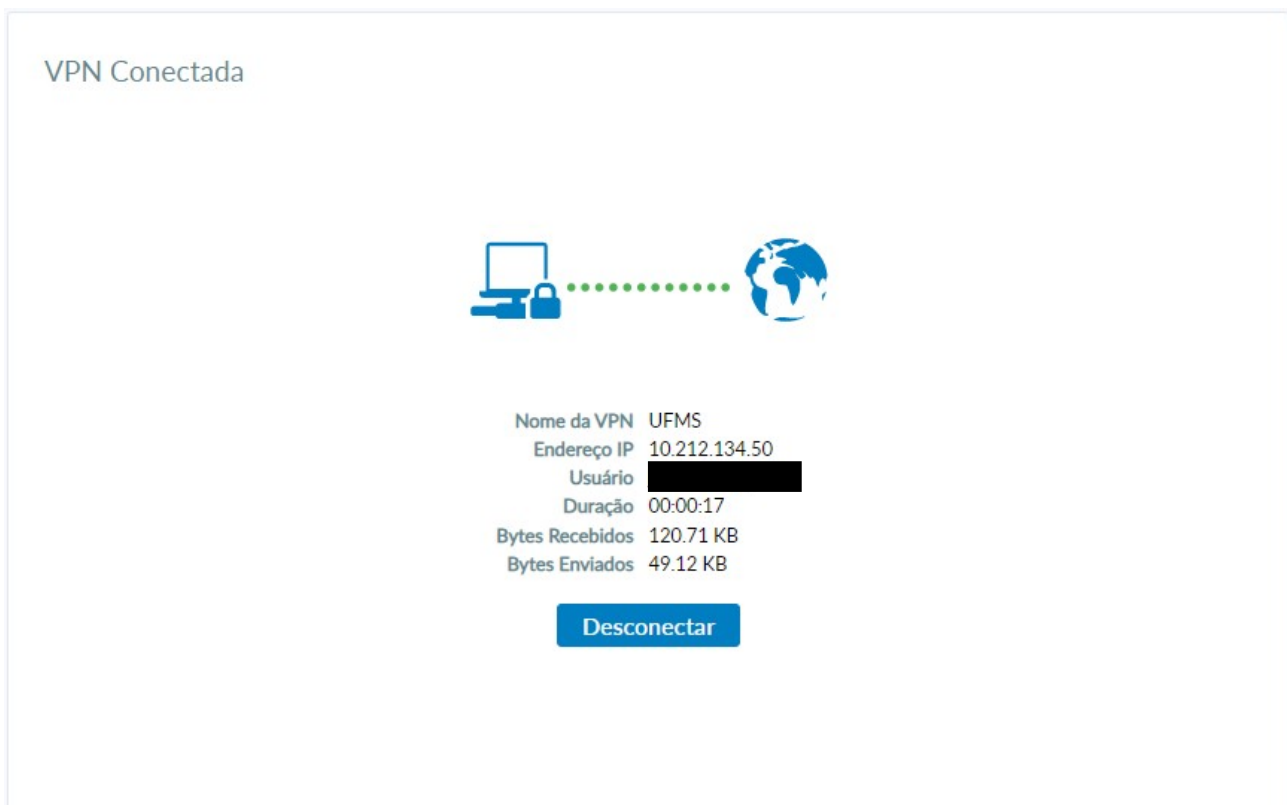 VPN Conectada
Nome da VPN UFMS
Endereço IP 10.212.134.50
Usuário
Duração 00:00:17
Bytes Recebidos 120.71 KB
Bytes Enviados 49.12 KB
Desconectar